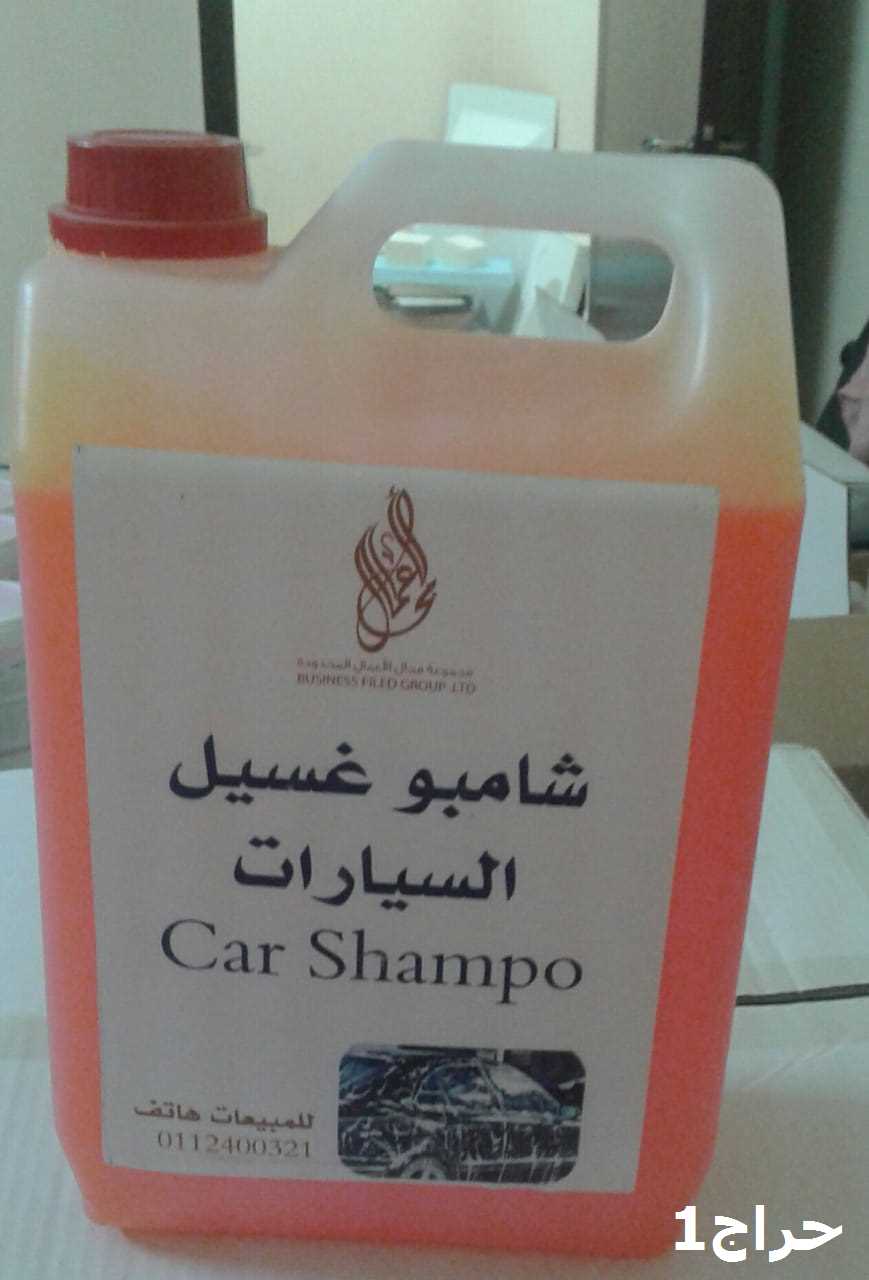 مجموعة مجال الأعمال المحدودة
BUSINESS FILED GROUP .LTD
شامبو غسيل
السيارات
Car Shampo
للمبيعات هاتف
0112400321
حراج1